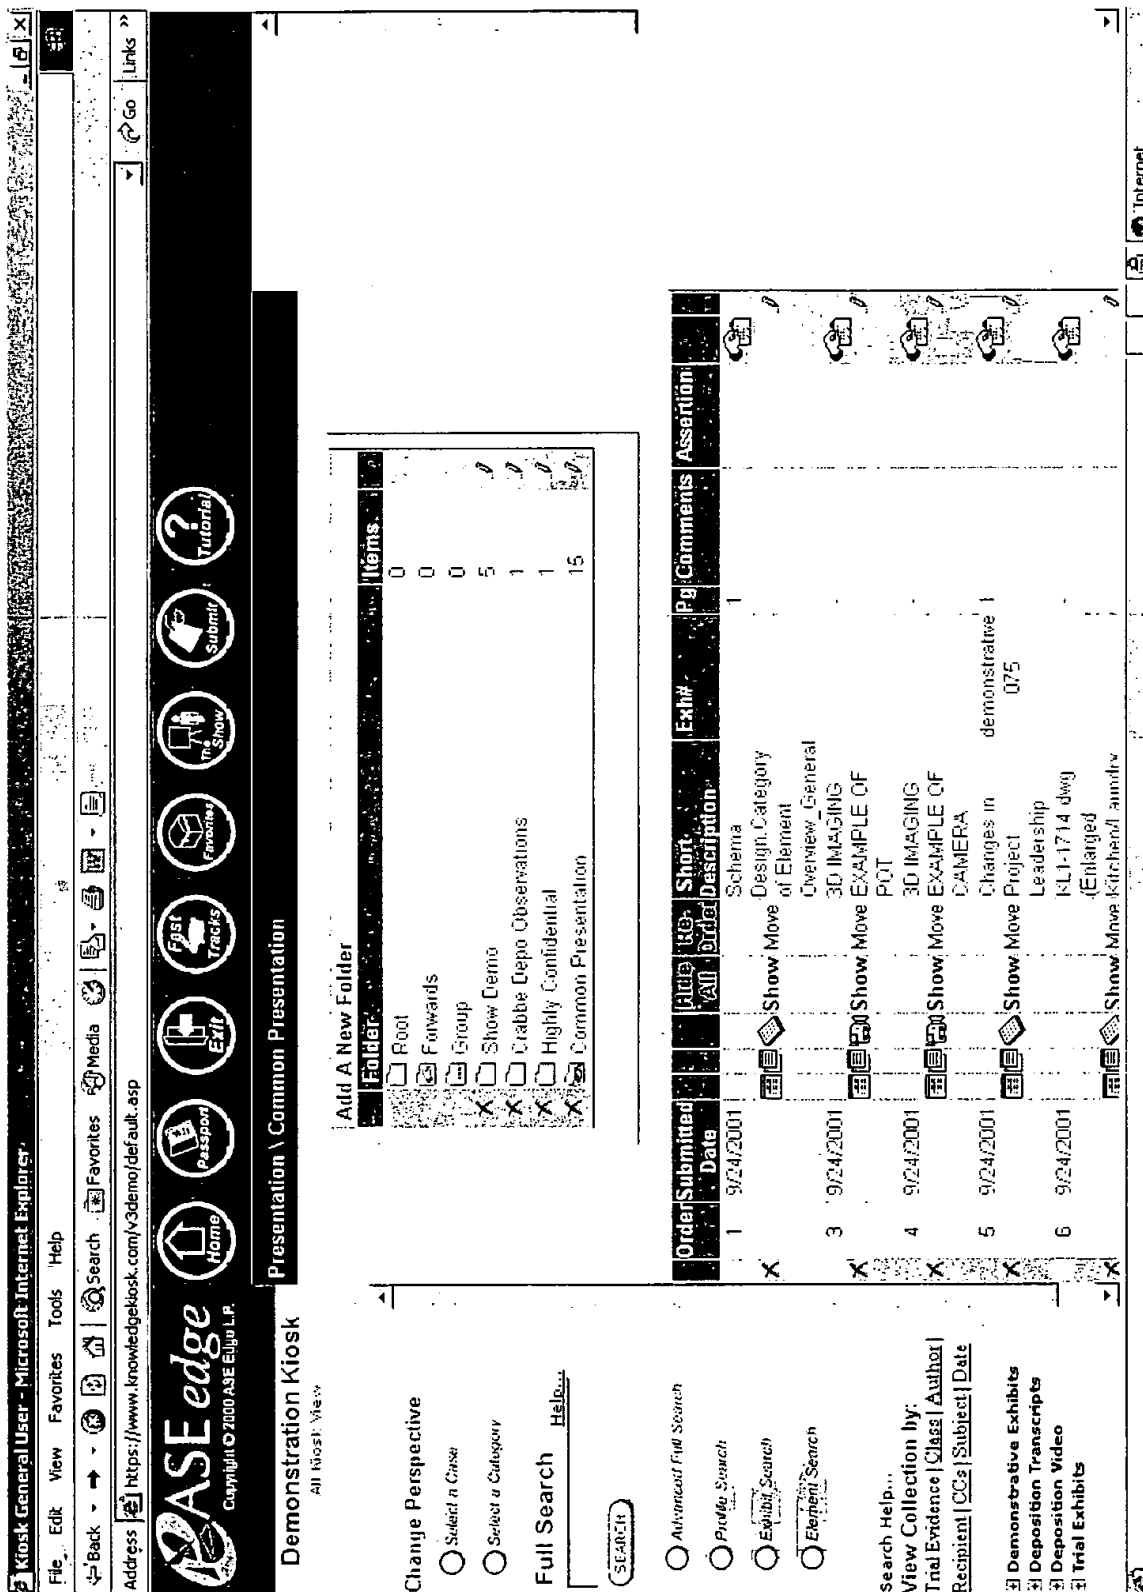 Kiosk General User - Microsoft Internet Explorer
File Edit View Favorites Tools Help
Back Search Favorites Media
Address https://www.knowledgekiosk.com/v3demo/default.asp Go Links »
ASE edge
Copyright © 2000 ASE Edge L.P.
Home
Passport
Exit
Fast Tracks
Favorites
The Show
Submit
? Tutorial
Demonstration Kiosk
All Kiosk View
Presentation \ Common Presentation
Change Perspective
Select a Case
Select a Category
Full Search Help...
SEARCH
Advanced Full Search
Profile Search
Exhibit Search
Element Search
Search Help...
View Collection by:
Trial Evidence | Class | Author |
Recipient | CCs | Subject | Date
Demonstrative Exhibits
Deposition Transcripts
Deposition Video
Trial Exhibits
Add A New Folder
Folder Items
Root 0
Forwards 0
Group 0
X Show Demo 5
X Crabbe Depo Observations 1
X Highly Confidential 1
X Common Presentation 15
Order Submitted Date Hide All Re-Order Short Description Exh# Pg Comments Assertion
X 1 9/24/2001 Show Move Schema Design.Category of Element Overview_General 1
X 3 9/24/2001 Show Move 3D IMAGING EXAMPLE OF POT
X 4 9/24/2001 Show Move 3D IMAGING EXAMPLE OF CAMERA
X 5 9/24/2001 Show Move Changes in Project Leadership demonstrative 075 1
X 6 9/24/2001 Show Move KL1-1714 dwg (Enlarged Kitchen/Laundry
Internet